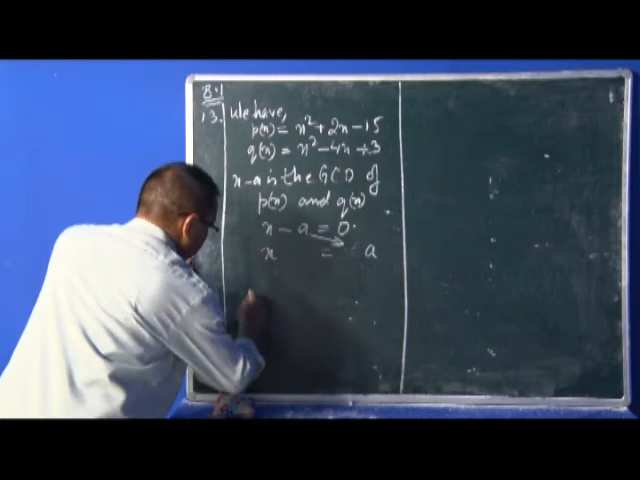 8.1
13. We have,
p(x) = x² + 2x - 15
q(x) = x² - 4x + 3
x - a is the GCD of
p(x) and q(x)
x - a = 0.
x = a